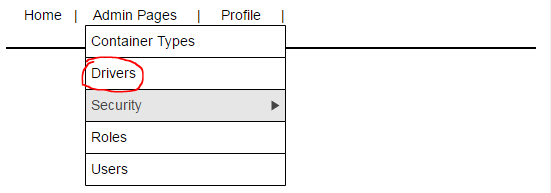 Home | Admin Pages | Profile |
Container Types
Drivers
Security
Roles
Users